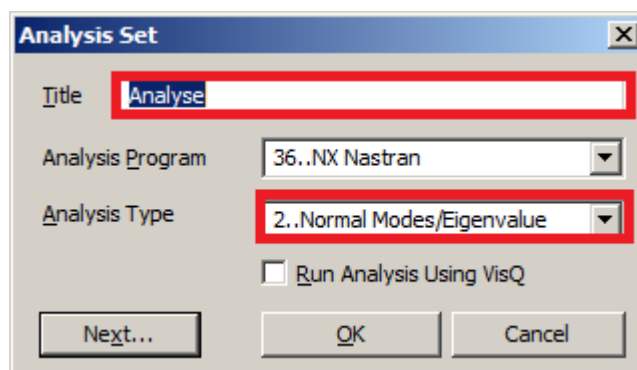 Analysis Set
Title Analyse
Analysis Program 36..NX Nastran
Analysis Type 2..Normal Modes/Eigenvalue
Run Analysis Using VisQ
Next... OK Cancel